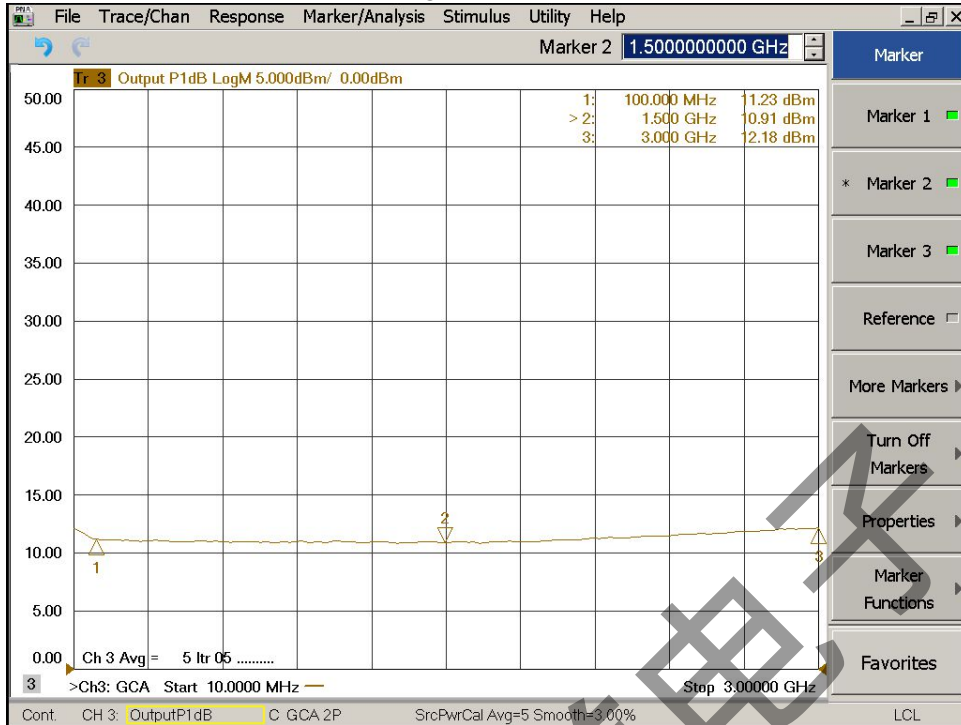 PNA
File Trace/Chan Response Marker/Analysis Stimulus Utility Help
Marker 2 1.5000000000 GHz
Marker
Tr 3 Output P1dB LogM 5.000dBm/ 0.00dBm
50.00
45.00
40.00
35.00
30.00
25.00
20.00
15.00
10.00
5.00
0.00
1: 100.000 MHz 11.23 dBm
> 2: 1.500 GHz 10.91 dBm
3: 3.000 GHz 12.18 dBm
1
2
3
Ch 3 Avg = 5 Itr 05 .........
3 >Ch3: GCA Start 10.0000 MHz Stop 3.00000 GHz
Marker 1
* Marker 2
Marker 3
Reference
More Markers
Turn Off
Markers
Properties
Marker
Functions
Favorites
Cont. CH 3: OutputP1dB C GCA 2P SrcPwrCal Avg=5 Smooth=3.00% LCL
电子